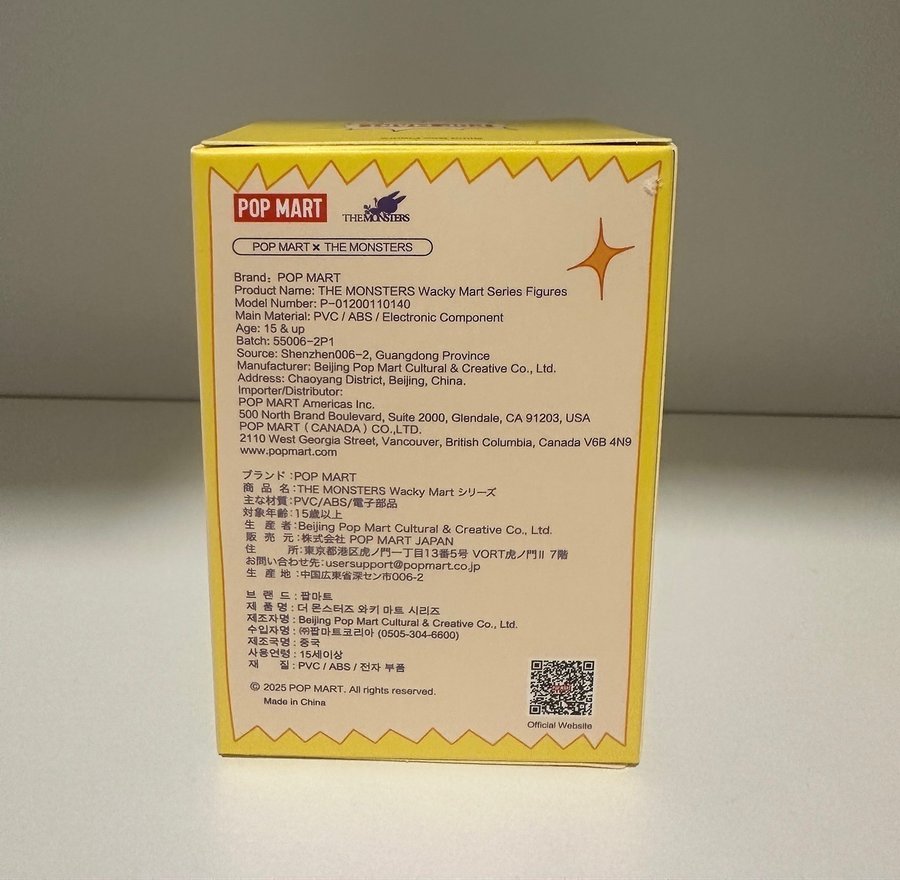 POP MART
THE MONSTERS
POP MART × THE MONSTERS
Brand: POP MART
Product Name: THE MONSTERS Wacky Mart Series Figures
Model Number: P-01200110140
Main Material: PVC / ABS / Electronic Component
Age: 15 & up
Batch: 55006-2P1
Source: Shenzhen006-2, Guangdong Province
Manufacturer: Beijing Pop Mart Cultural & Creative Co., Ltd.
Address: Chaoyang District, Beijing, China.
Importer/Distributor:
POP MART Americas Inc.
500 North Brand Boulevard, Suite 2000, Glendale, CA 91203, USA
POP MART ( CANADA ) CO.,LTD.
2110 West Georgia Street, Vancouver, British Columbia, Canada V6B 4N9
www.popmart.com
ブランド:POP MART
商 品 名:THE MONSTERS Wacky Mart シリーズ
主な材質:PVC/ABS/電子部品
対象年齢:15歳以上
生 産 者:Beijing Pop Mart Cultural & Creative Co., Ltd.
販 売 元:株式会社 POP MART JAPAN
住 所:東京都港区虎ノ門一丁目13番5号 VORT虎ノ門II 7階
お問い合わせ先:usersupport@popmart.co.jp
生 産 地:中国広東省深セン市006-2
브 랜 드 : 팝마트
제 품 명 : 더 몬스터즈 와키 마트 시리즈
제조자명 : Beijing Pop Mart Cultural & Creative Co., Ltd.
수입자명 : ㈜팝마트코리아 (0505-304-6600)
제조국명 : 중국
사용연령 : 15세이상
재 질 : PVC / ABS / 전자 부품
© 2025 POP MART. All rights reserved.
Made in China
Official Website